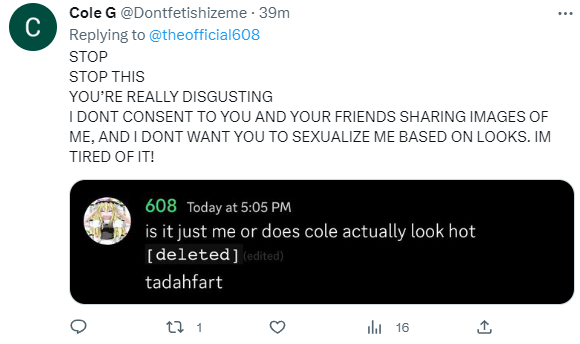 C
Cole G @Dontfetishizeme · 39m
Replying to @theofficial608
STOP
STOP THIS
YOU’RE REALLY DISGUSTING
I DONT CONSENT TO YOU AND YOUR FRIENDS SHARING IMAGES OF
ME, AND I DONT WANT YOU TO SEXUALIZE ME BASED ON LOOKS. IM
TIRED OF IT!
608 Today at 5:05 PM
is it just me or does cole actually look hot
[deleted] (edited)
tadahfart
1
16